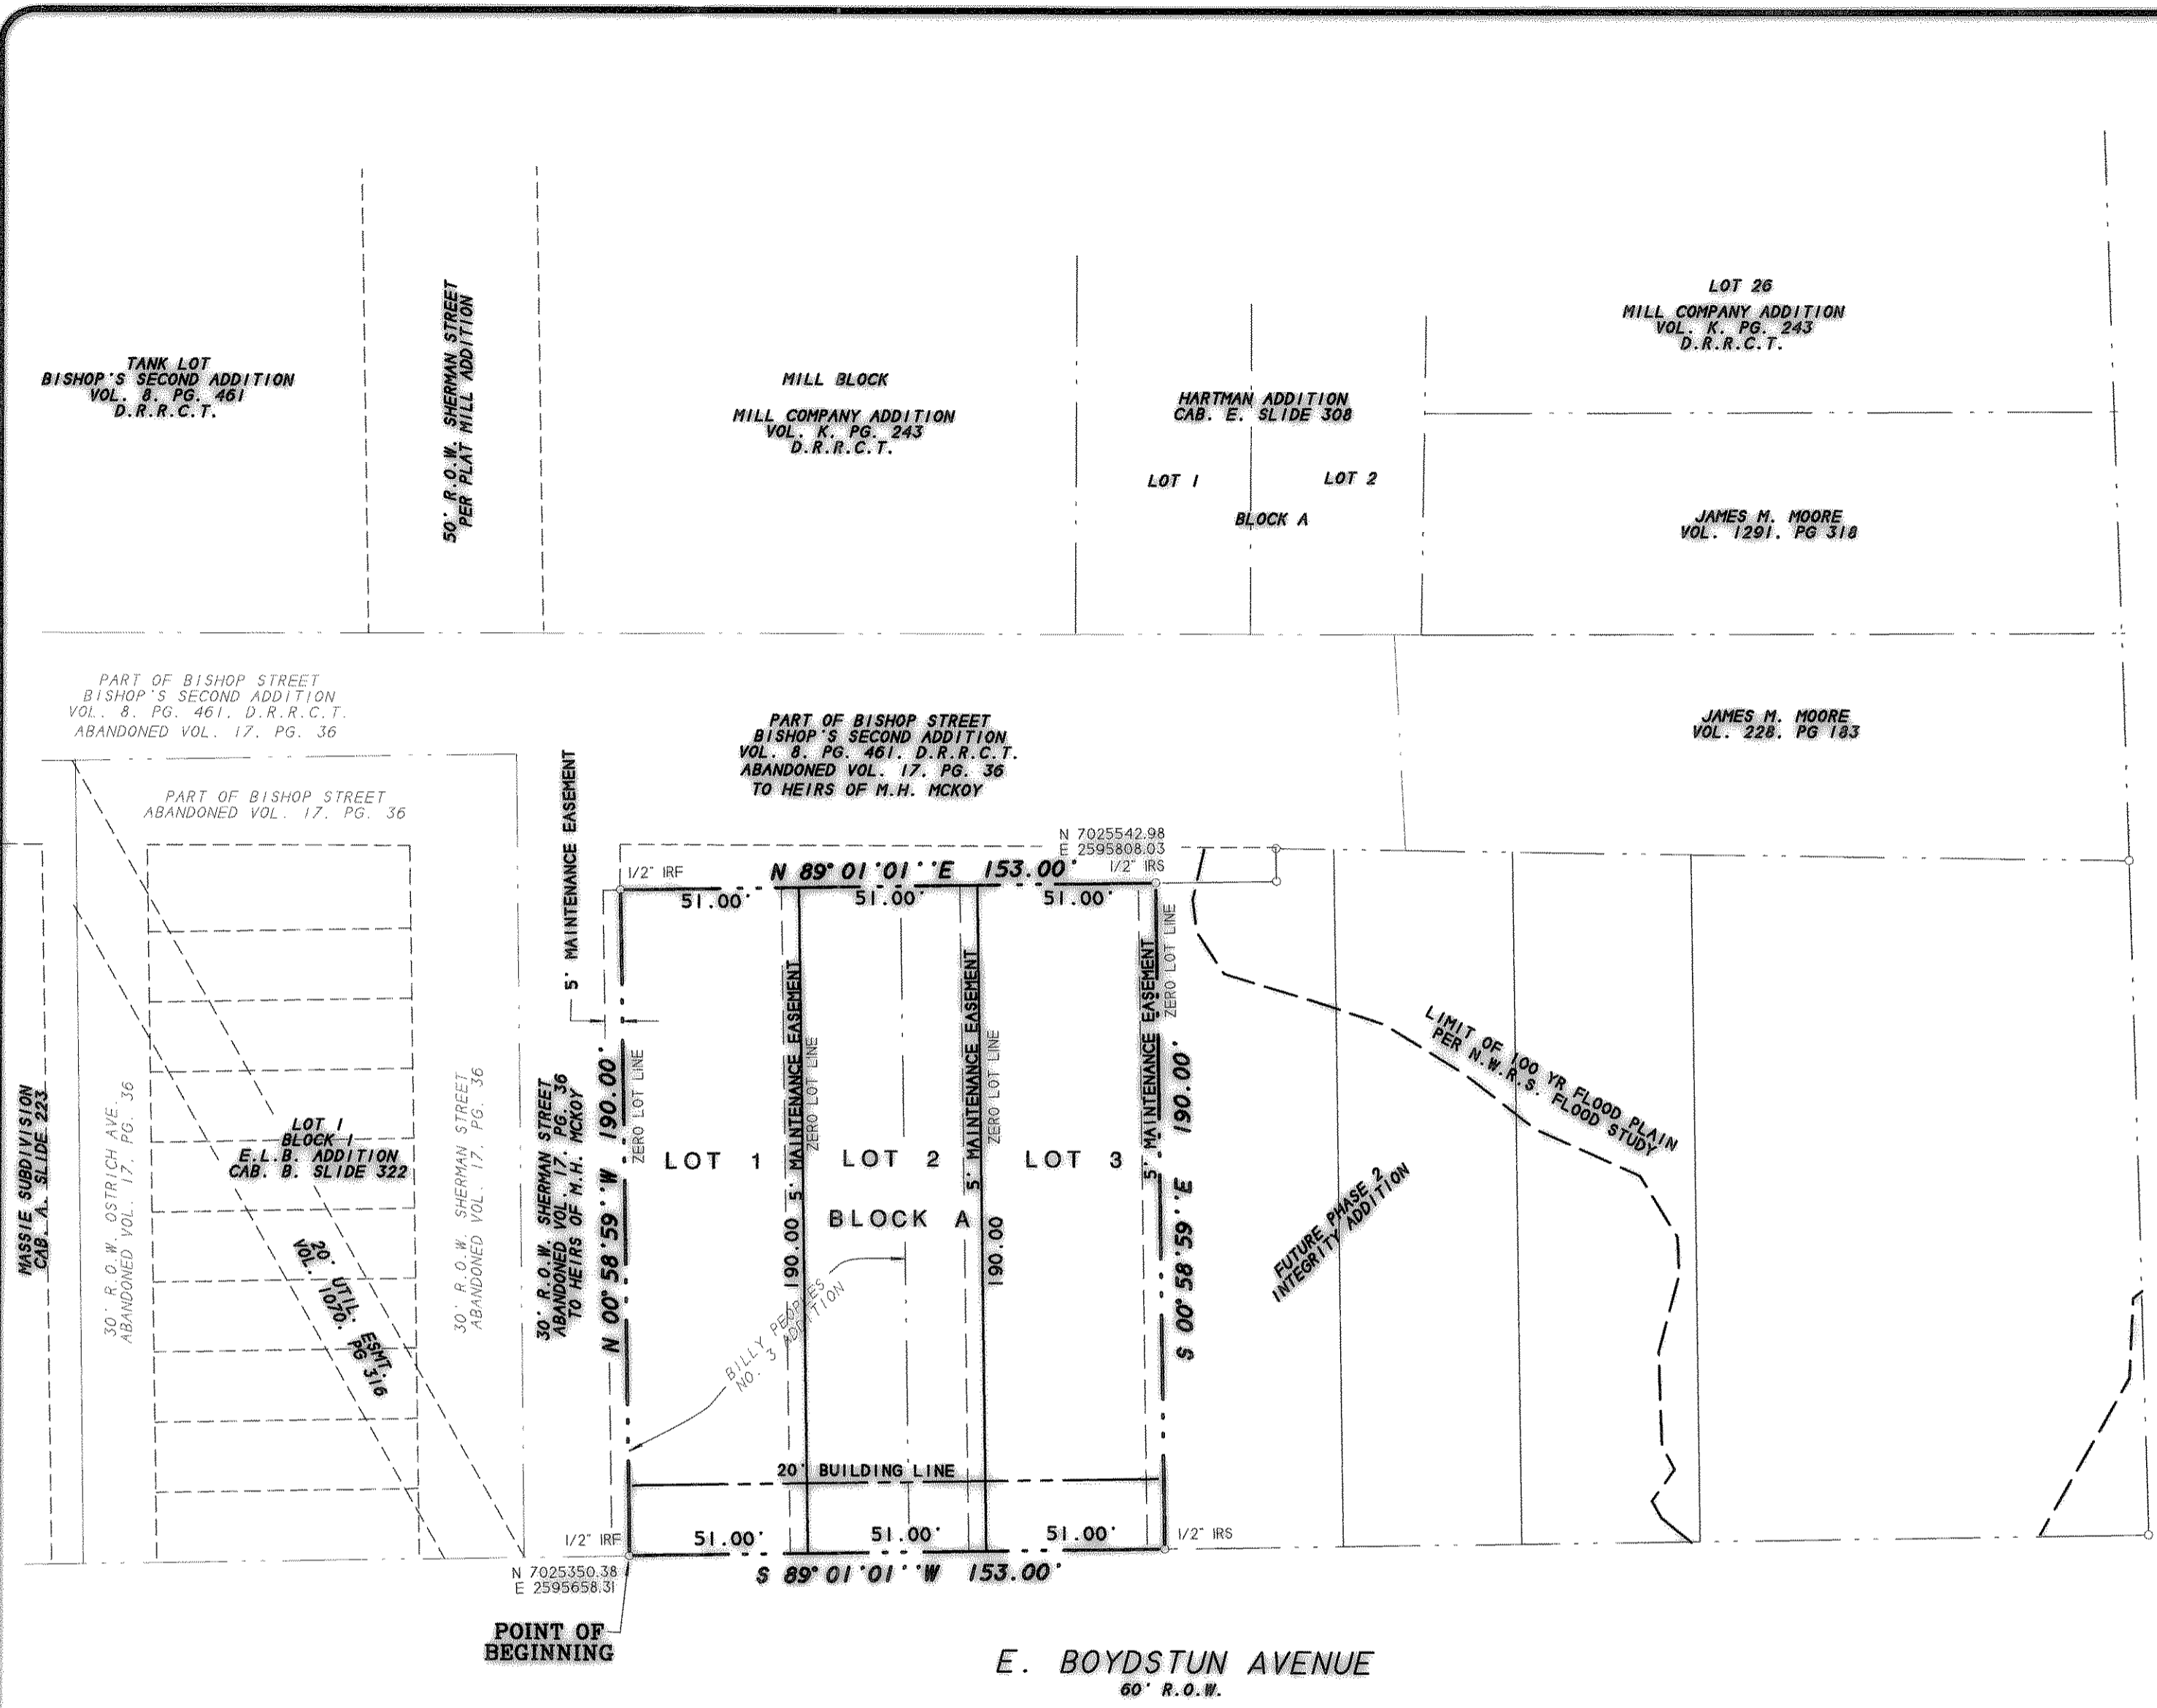 LOT 26
MILL COMPANY ADDITION
VOL. K. PG. 243
D.R.R.C.T.
TANK LOT
BISHOP'S SECOND ADDITION
VOL. 8. PG. 461
D.R.R.C.T.
50' R.O.W. SHERMAN STREET
PER PLAT MILL ADDITION
MILL BLOCK
MILL COMPANY ADDITION
VOL. K. PG. 243
D.R.R.C.T.
HARTMAN ADDITION
CAB. E. SLIDE 308
LOT 1
LOT 2
BLOCK A
JAMES M. MOORE
VOL. 1291. PG 318
PART OF BISHOP STREET
BISHOP'S SECOND ADDITION
VOL. 8. PG. 461. D.R.R.C.T.
ABANDONED VOL. 17. PG. 36
PART OF BISHOP STREET
ABANDONED VOL. 17. PG. 36
PART OF BISHOP STREET
BISHOP'S SECOND ADDITION
VOL. 8. PG. 461. D.R.R.C.T.
ABANDONED VOL. 17. PG. 36
TO HEIRS OF M.H. MCKOY
JAMES M. MOORE
VOL. 228. PG 183
5' MAINTENANCE EASEMENT
N 7025542.98
E 2595808.03
1/2" IRF
N 89°01'01''E 153.00'
1/2" IRS
51.00'
51.00'
51.00'
MASSIE SUBDIVISION
CAB. A. SLIDE 223
30' R.O.W. OSTRICH AVE.
ABANDONED VOL. 17. PG. 36
LOT 1
BLOCK 1
E.L.B. ADDITION
CAB. B. SLIDE 322
20' UTIL. ESMT.
VOL. 1070. PG 316
30' R.O.W. SHERMAN STREET
ABANDONED VOL. 17. PG. 36
30' R.O.W. SHERMAN STREET
ABANDONED VOL. 17. PG. 36
TO HEIRS OF M.H. MCKOY
N 00°58'59''W 190.00'
ZERO LOT LINE
LOT 1
190.00
5' MAINTENANCE EASEMENT
ZERO LOT LINE
LOT 2
BLOCK A
5' MAINTENANCE EASEMENT
190.00
ZERO LOT LINE
LOT 3
5' MAINTENANCE EASEMENT
ZERO LOT LINE
S 00°58'59''E 190.00'
BILLY PEOPLES
NO. 3 ADDITION
LIMIT OF 100 YR FLOOD PLAIN
PER N.W.R.S. FLOOD STUDY
FUTURE PHASE 2
INTEGRITY ADDITION
20' BUILDING LINE
1/2" IRF
51.00'
51.00'
51.00'
1/2" IRS
N 7025350.38
E 2595658.31
S 89°01'01''W 153.00'
POINT OF
BEGINNING
E. BOYDSTUN AVENUE
60' R.O.W.